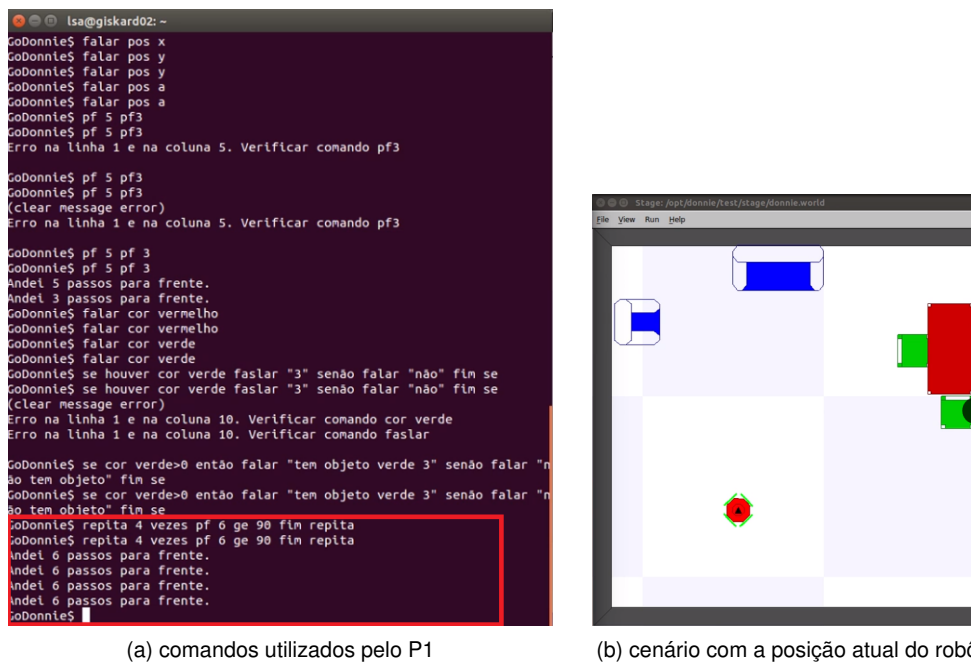 lsa@giskard02: ~
GoDonnie$ falar pos x
GoDonnie$ falar pos y
GoDonnie$ falar pos y
GoDonnie$ falar pos a
GoDonnie$ falar pos a
GoDonnie$ pf 5 pf3
GoDonnie$ pf 5 pf3
Erro na linha 1 e na coluna 5. Verificar comando pf3
GoDonnie$ pf 5 pf3
GoDonnie$ pf 5 pf3
(clear message error)
Erro na linha 1 e na coluna 5. Verificar comando pf3
GoDonnie$ pf 5 pf 3
GoDonnie$ pf 5 pf 3
Andei 5 passos para frente.
Andei 3 passos para frente.
GoDonnie$ falar cor vermelho
GoDonnie$ falar cor vermelho
GoDonnie$ falar cor verde
GoDonnie$ falar cor verde
GoDonnie$ se houver cor verde faslar "3" senão falar "não" fim se
GoDonnie$ se houver cor verde faslar "3" senão falar "não" fim se
(clear message error)
Erro na linha 1 e na coluna 10. Verificar comando cor verde
Erro na linha 1 e na coluna 10. Verificar comando faslar
GoDonnie$ se cor verde>0 então falar "tem objeto verde 3" senão falar "n
ão tem objeto" fim se
GoDonnie$ se cor verde>0 então falar "tem objeto verde 3" senão falar "n
ão tem objeto" fim se
GoDonnie$ repita 4 vezes pf 6 ge 90 fim repita
GoDonnie$ repita 4 vezes pf 6 ge 90 fim repita
Andei 6 passos para frente.
Andei 6 passos para frente.
Andei 6 passos para frente.
Andei 6 passos para frente.
GoDonnie$
(a) comandos utilizados pelo P1
Stage: /opt/donnie/test/stage/donnie.world
File View Run Help
(b) cenário com a posição atual do robô